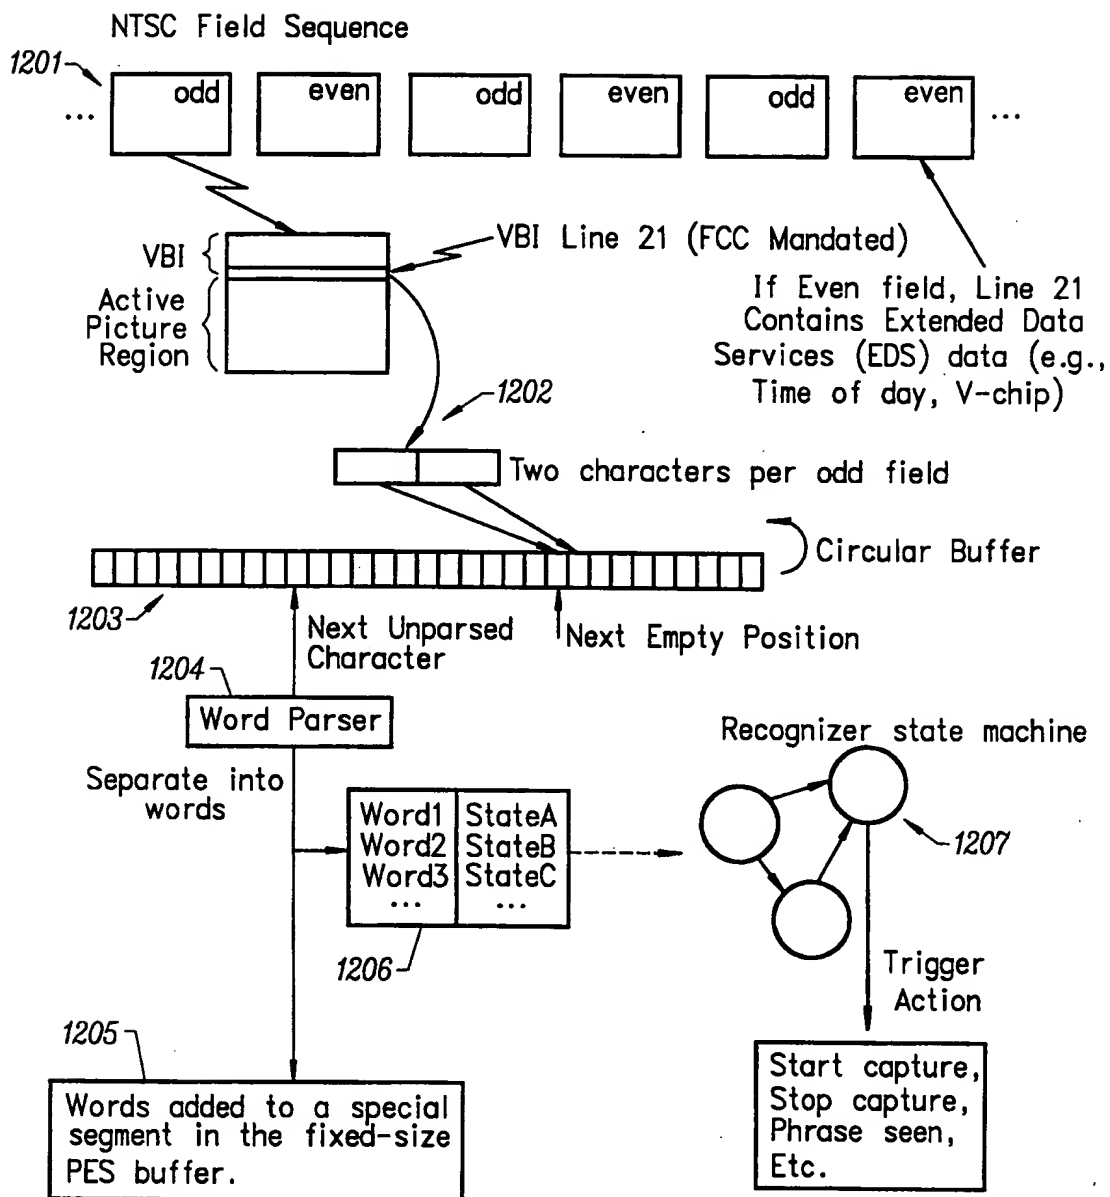 NTSC Field Sequence
1201
... odd even odd even odd even ...
VBI
VBI Line 21 (FCC Mandated)
Active
Picture
Region
If Even field, Line 21
Contains Extended Data
Services (EDS) data (e.g.,
Time of day, V-chip)
1202
Two characters per odd field
Circular Buffer
1203
Next Unparsed
Character
Next Empty Position
1204
Word Parser
Recognizer state machine
Separate into
words
Word1 StateA
Word2 StateB
Word3 StateC
... ...
1207
1206
Trigger
Action
1205
Words added to a special
segment in the fixed-size
PES buffer.
Start capture,
Stop capture,
Phrase seen,
Etc.